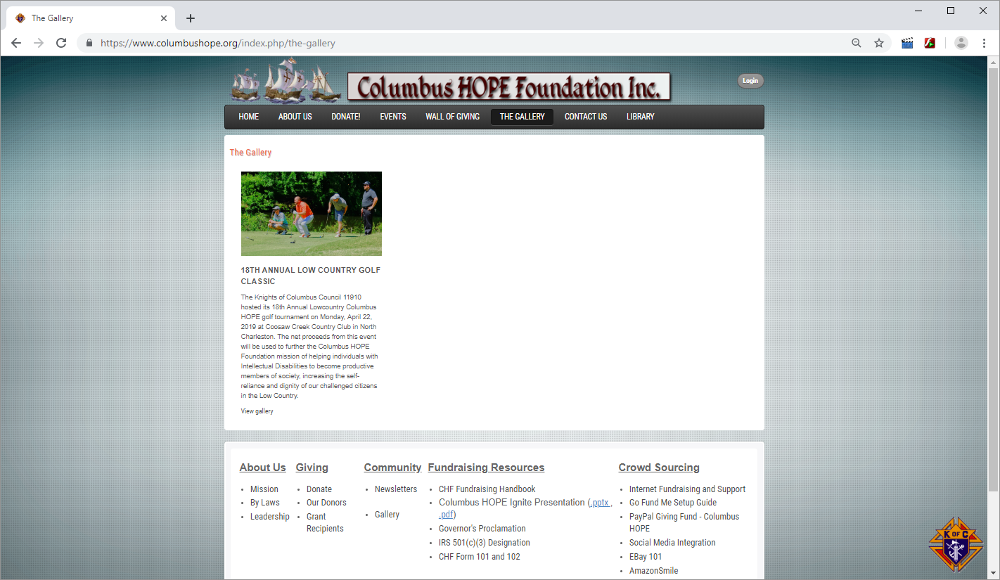 The Gallery
https://www.columbushope.org/index.php/the-gallery
Columbus HOPE Foundation Inc.
Login
HOME ABOUT US DONATE! EVENTS WALL OF GIVING THE GALLERY CONTACT US LIBRARY
The Gallery
18TH ANNUAL LOW COUNTRY GOLF
CLASSIC
The Knights of Columbus Council 11910
hosted its 18th Annual Lowcountry Columbus
HOPE golf tournament on Monday, April 22,
2019 at Coosaw Creek Country Club in North
Charleston. The net proceeds from this event
will be used to further the Columbus HOPE
Foundation mission of helping individuals with
Intellectual Disabilities to become productive
members of society, increasing the self-
reliance and dignity of our challenged citizens
in the Low Country.
View gallery
About Us
Mission
By Laws
Leadership
Giving
Donate
Our Donors
Grant
Recipients
Community
Newsletters
Gallery
Fundraising Resources
CHF Fundraising Handbook
Columbus HOPE Ignite Presentation (.pptx ,
.pdf)
Governor's Proclamation
IRS 501(c)(3) Designation
CHF Form 101 and 102
Crowd Sourcing
Internet Fundraising and Support
Go Fund Me Setup Guide
PayPal Giving Fund - Columbus
HOPE
Social Media Integration
EBay 101
AmazonSmile
K OF C